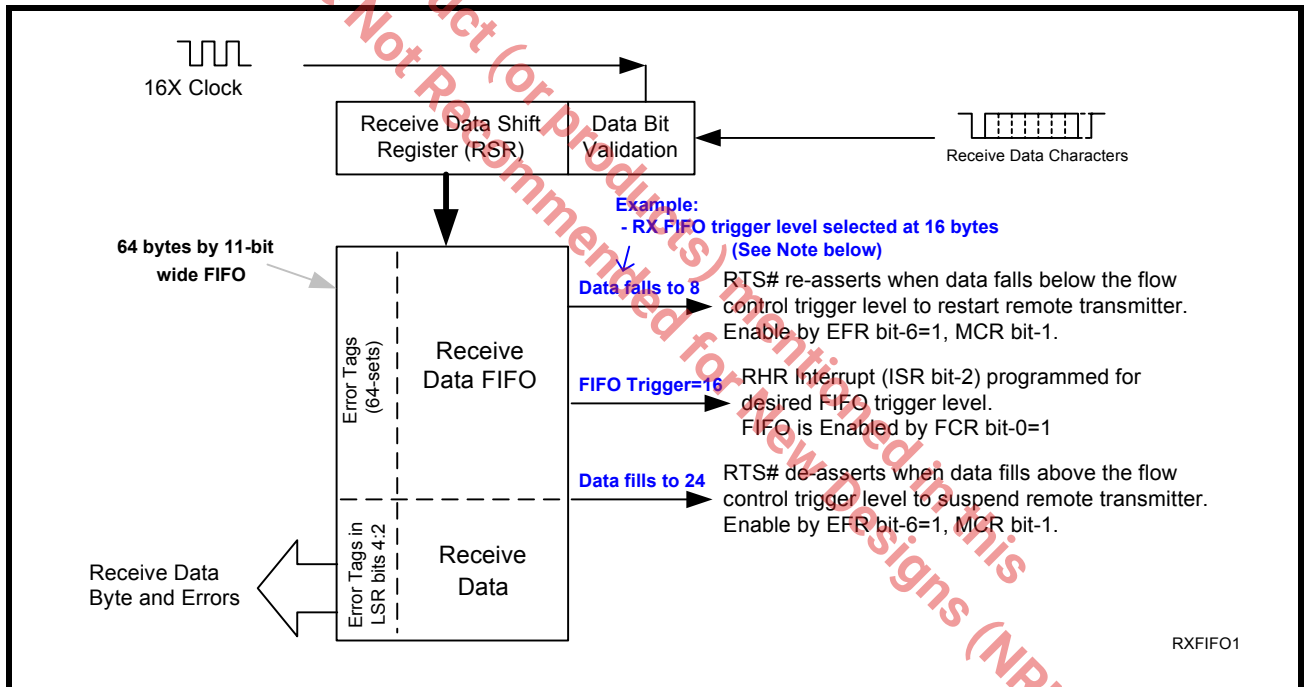 16X Clock
Receive Data Shift
Register (RSR)
Data Bit
Validation
Receive Data Characters
Example:
- RX FIFO trigger level selected at 16 bytes
(See Note below)
64 bytes by 11-bit
wide FIFO
Data falls to 8
RTS# re-asserts when data falls below the flow
control trigger level to restart remote transmitter.
Enable by EFR bit-6=1, MCR bit-1.
Error Tags
(64-sets)
Receive
Data FIFO
FIFO Trigger=16
RHR Interrupt (ISR bit-2) programmed for
desired FIFO trigger level.
FIFO is Enabled by FCR bit-0=1
Data fills to 24
RTS# de-asserts when data fills above the flow
control trigger level to suspend remote transmitter.
Enable by EFR bit-6=1, MCR bit-1.
Error Tags in
LSR bits 4:2
Receive
Data
Receive Data
Byte and Errors
RXFIFO1
(or products) mentioned in this
Not Recommended for New Designs